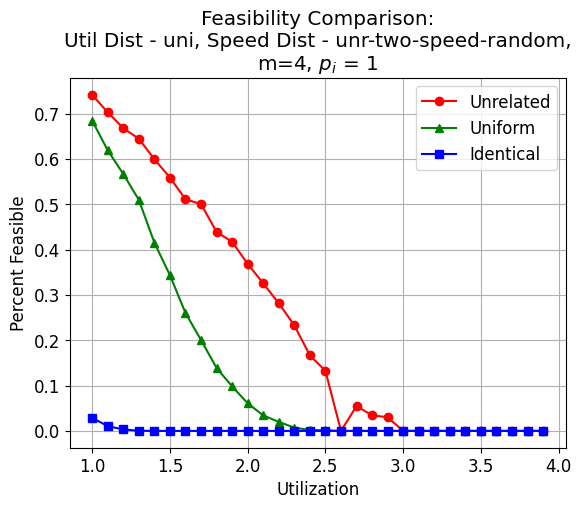 Feasibility Comparison:
Util Dist - uni, Speed Dist - unr-two-speed-random,
m=4, pᵢ = 1
Unrelated
Uniform
Identical
Percent Feasible
0.7
0.6
0.5
0.4
0.3
0.2
0.1
0.0
1.0 1.5 2.0 2.5 3.0 3.5 4.0
Utilization